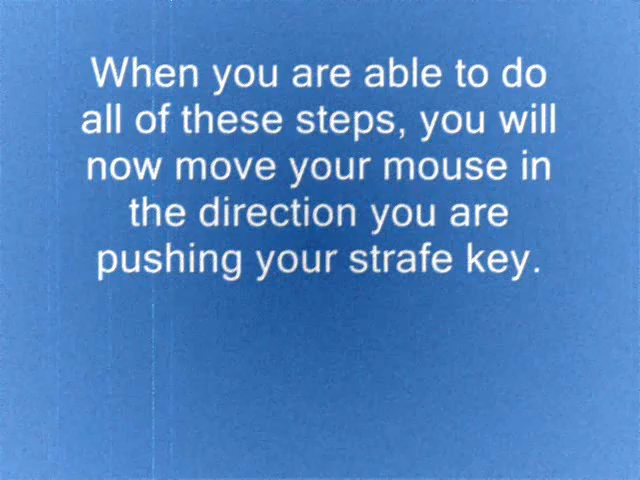 When you are able to do
all of these steps, you will
now move your mouse in
the direction you are
pushing your strafe key.